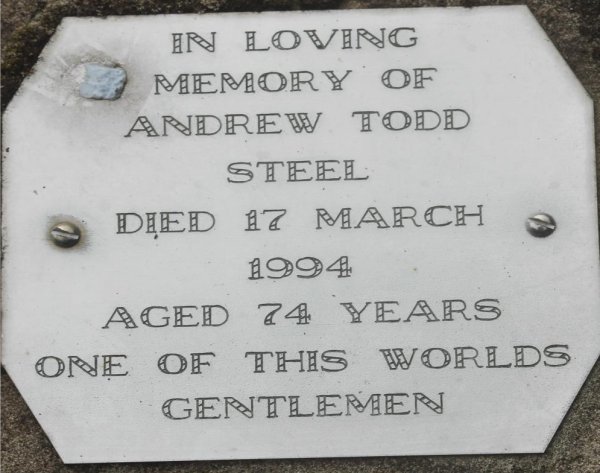 IN LOVING
MEMORY OF
ANDREW TODD
STEEL
DIED 17 MARCH
1994
AGED 74 YEARS
ONE OF THIS WORLDS
GENTLEMEN